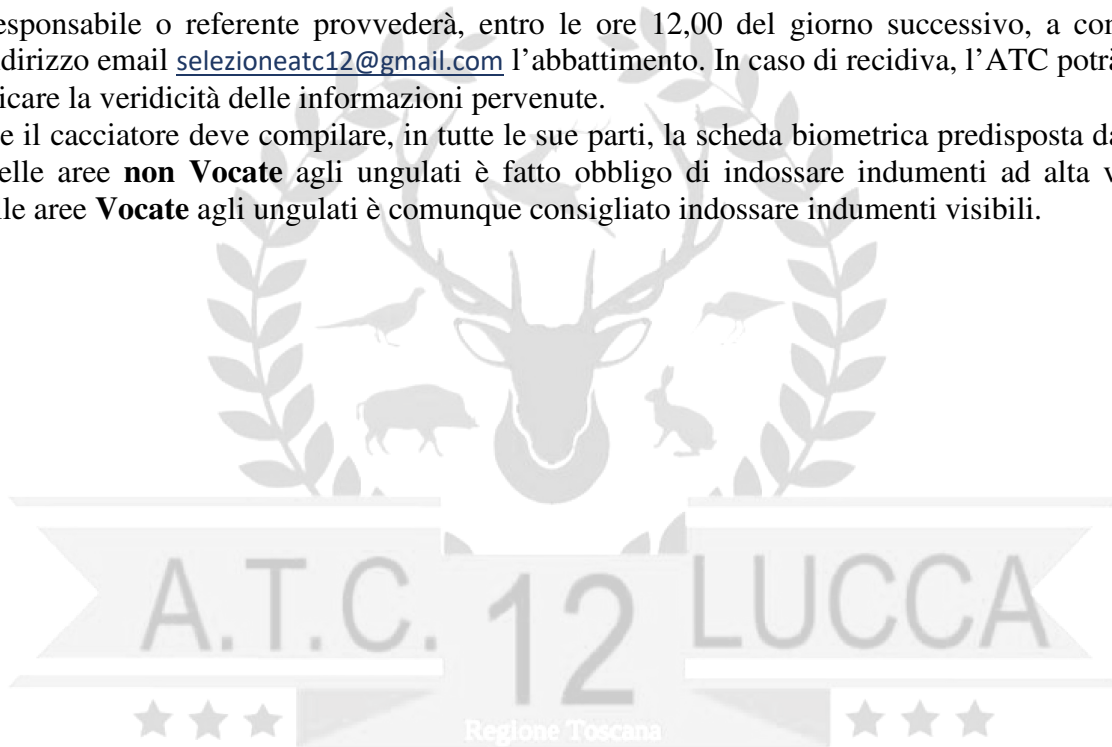 esponsabile o referente provvederà, entro le ore 12,00 del giorno successivo, a con
dirizzo email selezioneatc12@gmail.com l’abbattimento. In caso di recidiva, l’ATC potrà
icare la veridicità delle informazioni pervenute.
e il cacciatore deve compilare, in tutte le sue parti, la scheda biometrica predisposta da
elle aree non Vocate agli ungulati è fatto obbligo di indossare indumenti ad alta v
lle aree Vocate agli ungulati è comunque consigliato indossare indumenti visibili.
A.T.C. 12 LUCCA
Regione Toscana